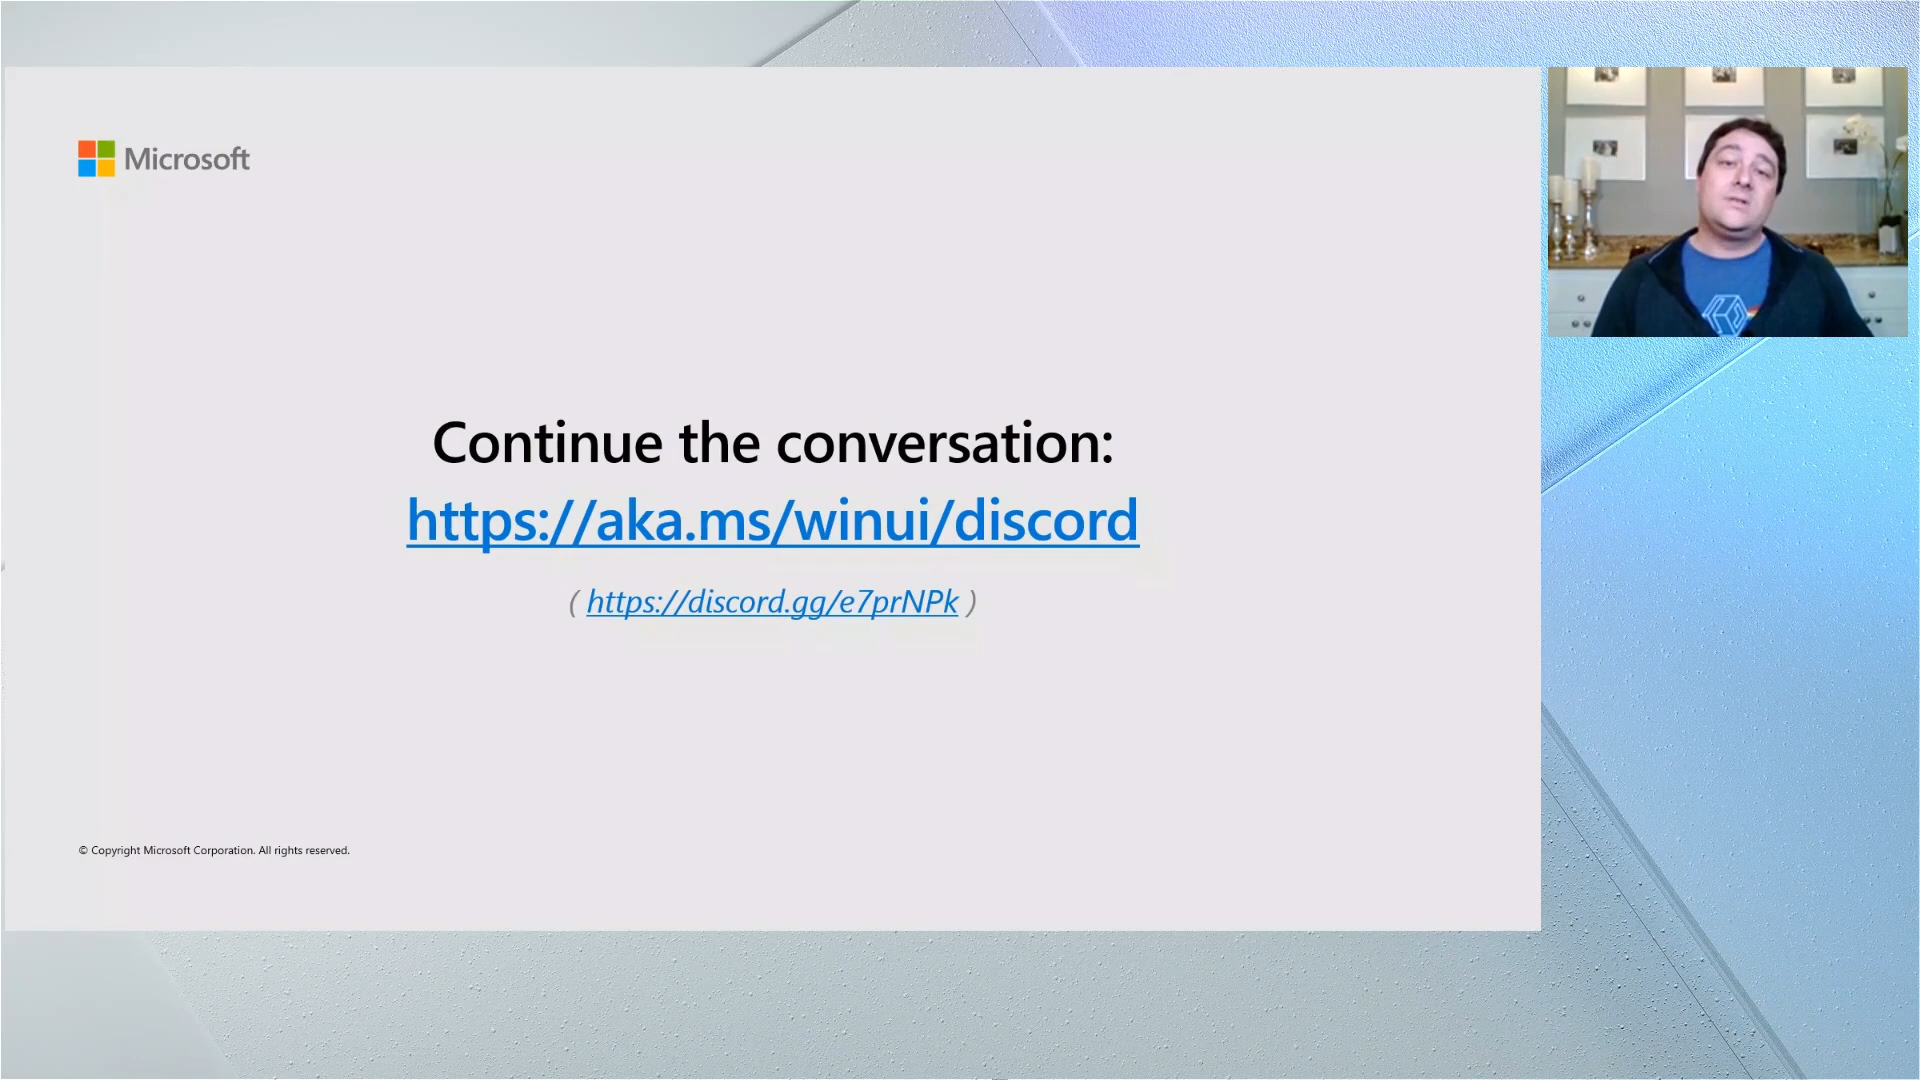 Microsoft
Continue the conversation:
https://aka.ms/winui/discord
( https://discord.gg/e7prNPk )
© Copyright Microsoft Corporation. All rights reserved.